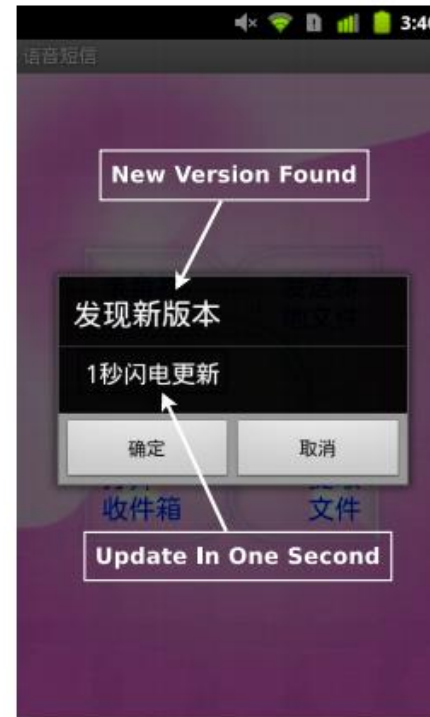 3:40
语音短信
New Version Found
发现新版本
1秒闪电更新
确定
取消
收件箱
文件
Update In One Second